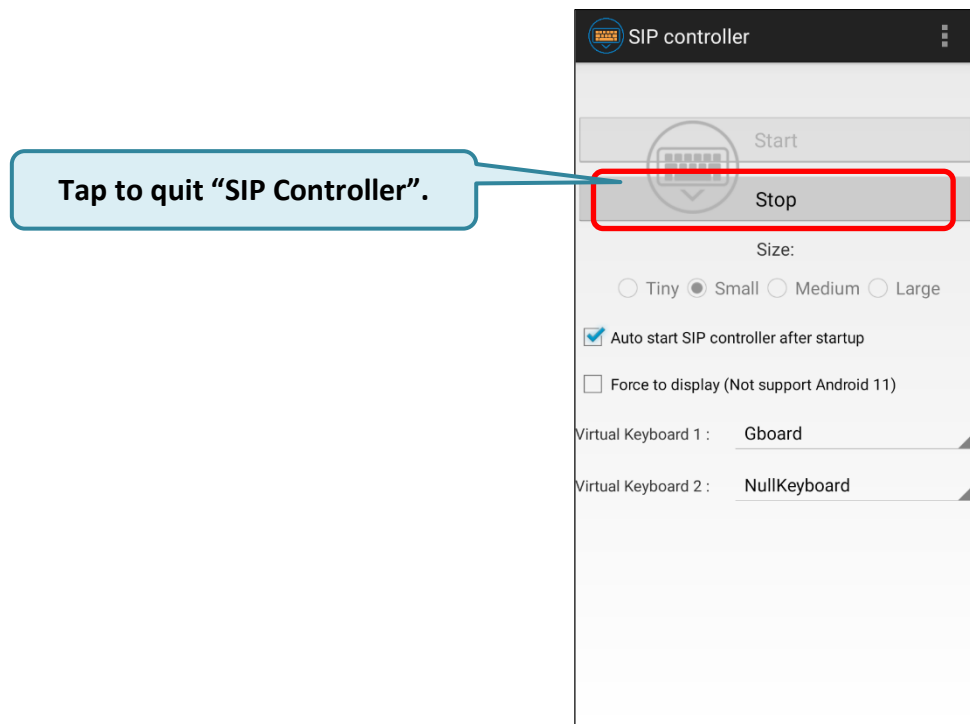 SIP controller
Start
Tap to quit “SIP Controller”.
Stop
Size:
Tiny Small Medium Large
Auto start SIP controller after startup
Force to display (Not support Android 11)
Virtual Keyboard 1 : Gboard
Virtual Keyboard 2 : NullKeyboard